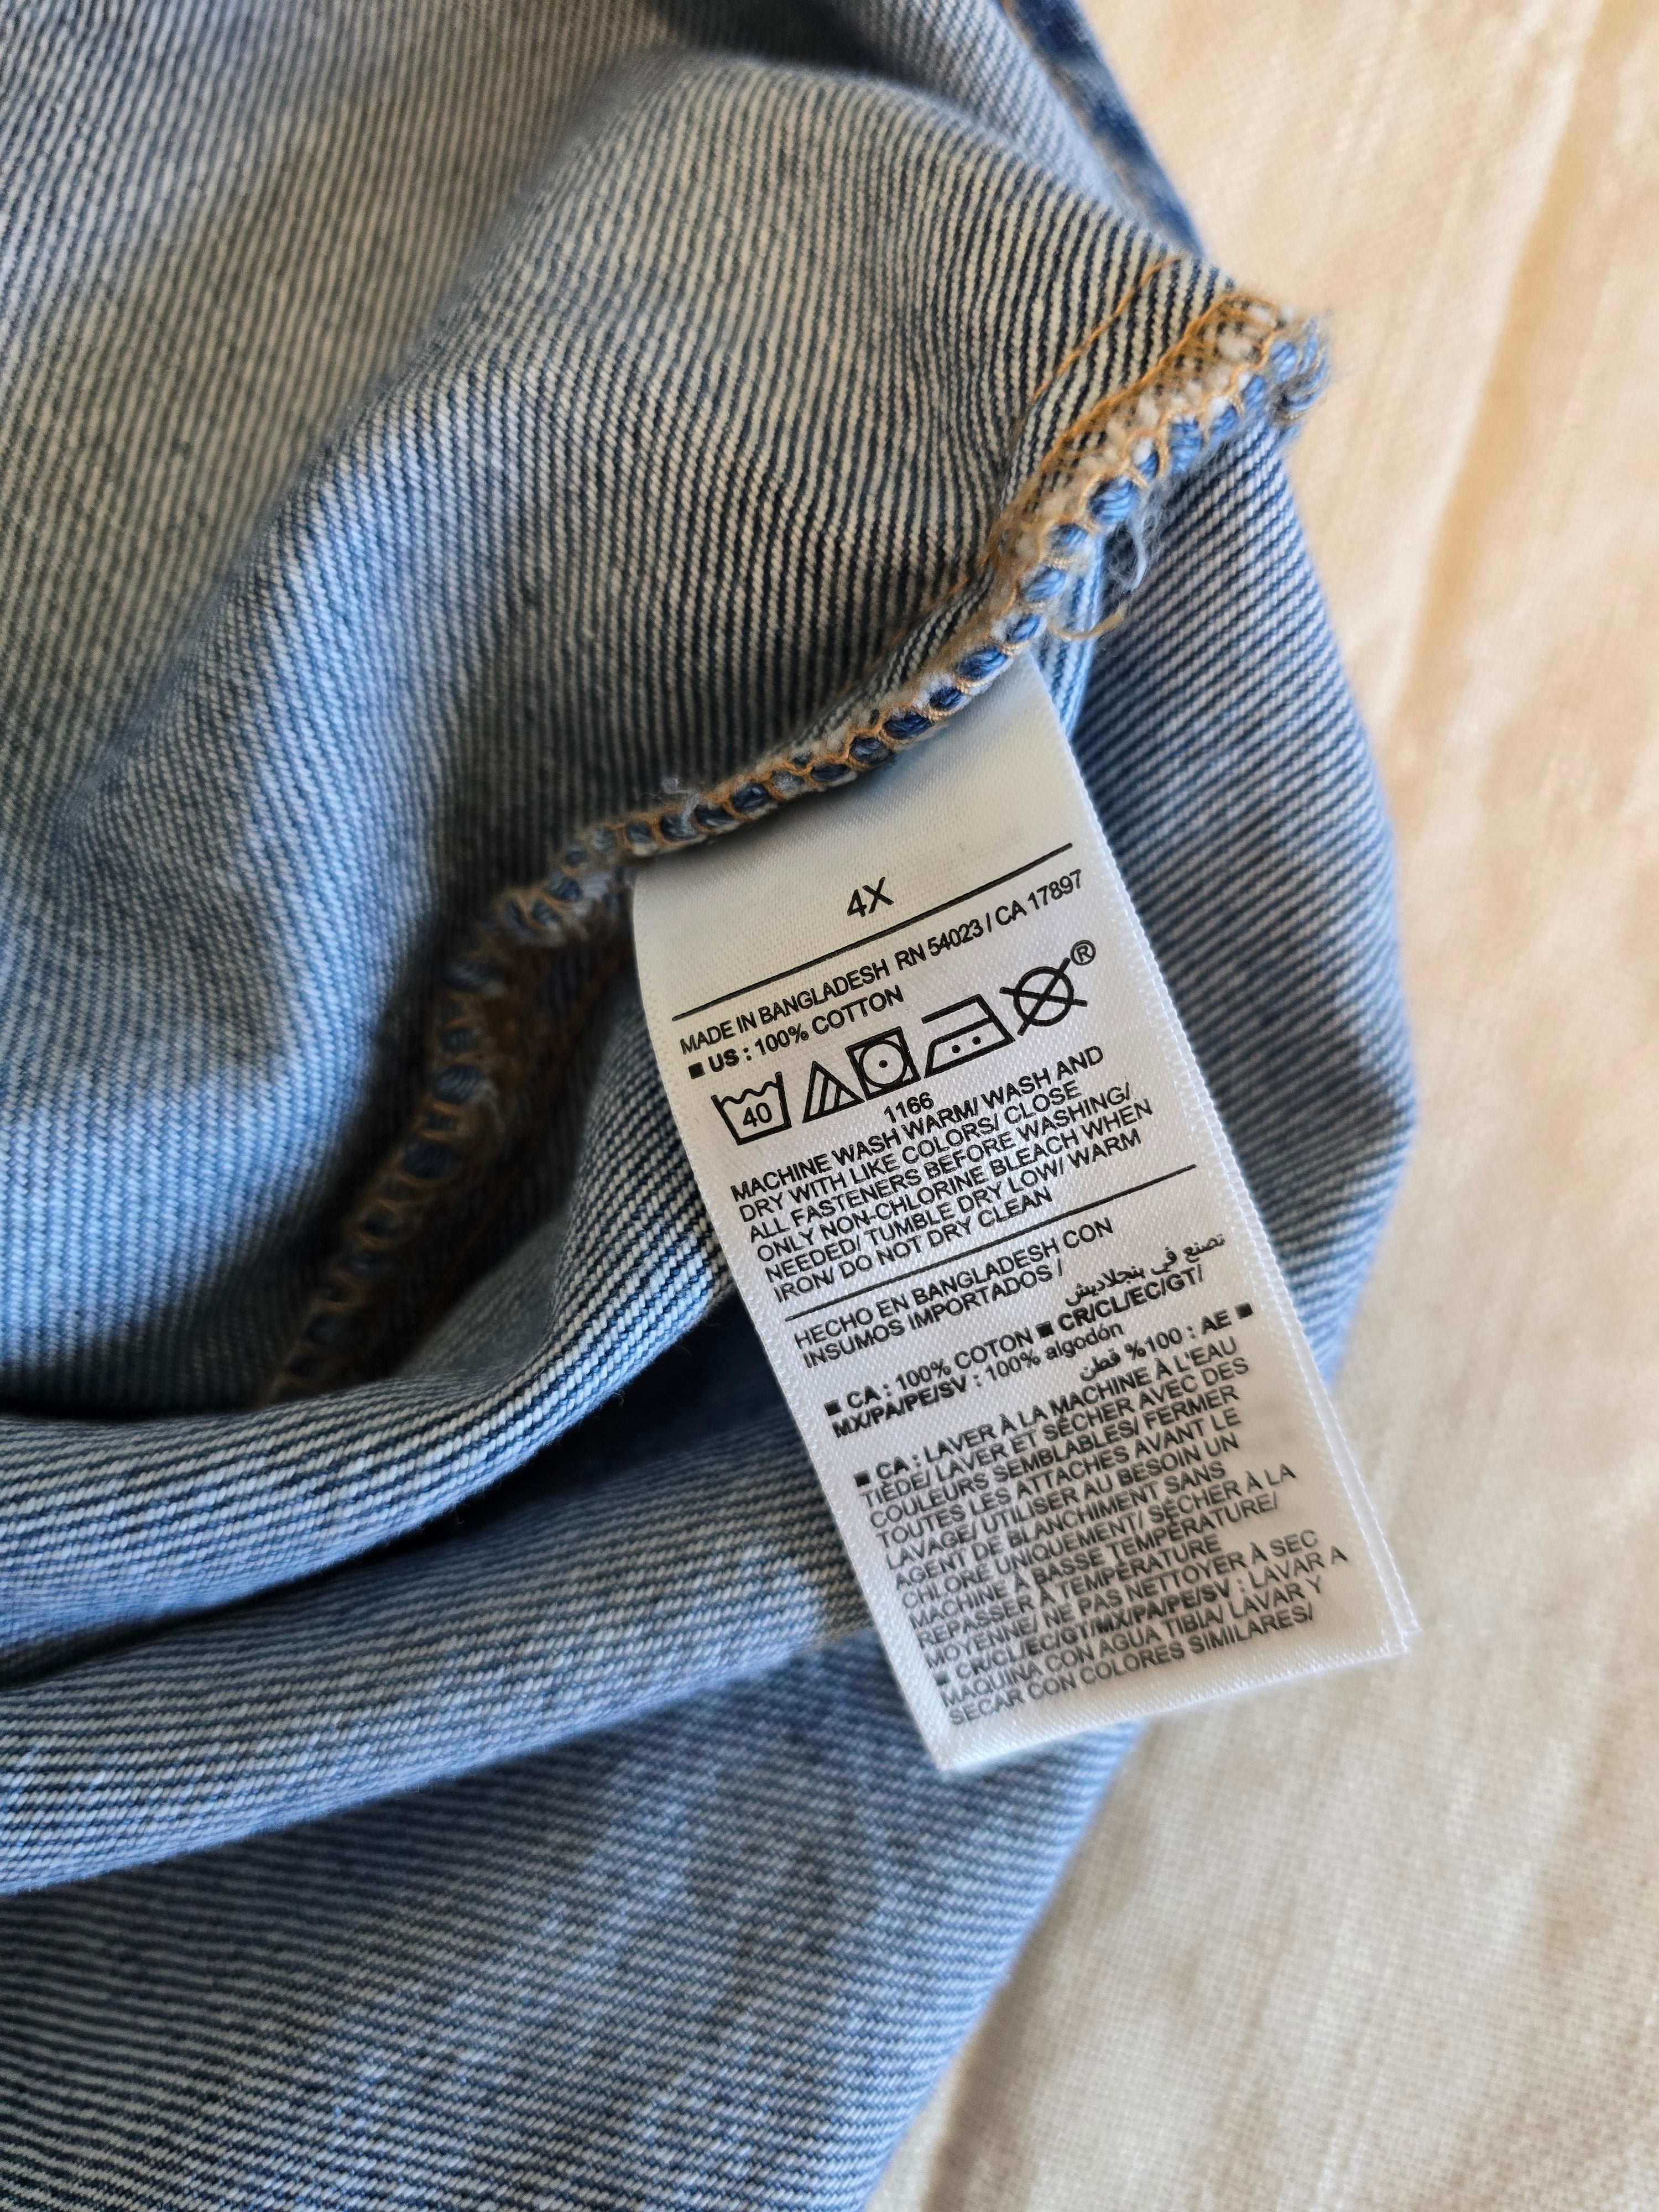 4X
MADE IN BANGLADESH RN 54023 / CA 17897
■ US : 100% COTTON
®
40
1166
MACHINE WASH WARM/ WASH AND
DRY WITH LIKE COLORS/ CLOSE
ALL FASTENERS BEFORE WASHING/
ONLY NON-CHLORINE BLEACH WHEN
NEEDED/ TUMBLE DRY LOW/ WARM
IRON/ DO NOT DRY CLEAN
HECHO EN BANGLADESH CON
INSUMOS IMPORTADOS / تصنع في بنجلاديش
■ CA : 100% COTON ■ CR/CL/EC/GT/
MX/PA/PE/SV : 100% algodón
■ AE : 100% قطن
■ CA : LAVER À LA MACHINE À L'EAU
TIÈDE/ LAVER ET SÉCHER AVEC DES
COULEURS SEMBLABLES/ FERMER
TOUTES LES ATTACHES AVANT LE
LAVAGE/ UTILISER AU BESOIN UN
AGENT DE BLANCHIMENT SANS
CHLORE UNIQUEMENT/ SÉCHER À LA
MACHINE À BASSE TEMPÉRATURE/
REPASSER À TEMPÉRATURE
MOYENNE/ NE PAS NETTOYER À SEC
■ CR/CL/EC/GT/MX/PA/PE/SV : LAVAR A
MAQUINA CON AGUA TIBIA/ LAVAR Y
SECAR CON COLORES SIMILARES/